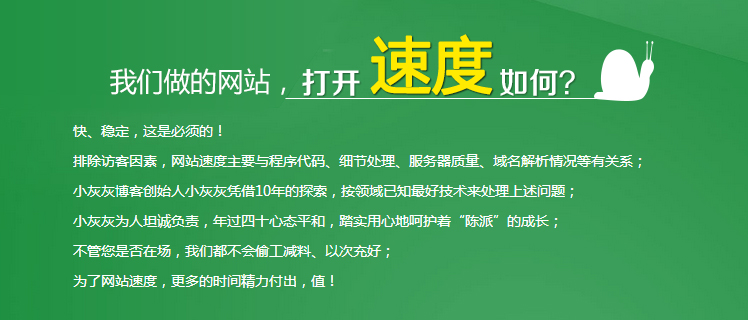 我们做的网站，打开速度如何？
快、稳定，这是必须的！
排除访客因素，网站速度主要与程序代码、细节处理、服务器质量、域名解析情况等有关系；
小灰灰博客创始人小灰灰凭借10年的探索，按领域已知最好技术来处理上述问题；
小灰灰为人坦诚负责，年过四十心态平和，踏实用心地呵护着“陈派”的成长；
不管您是否在场，我们都不会偷工减料、以次充好；
为了网站速度，更多的时间精力付出，值！